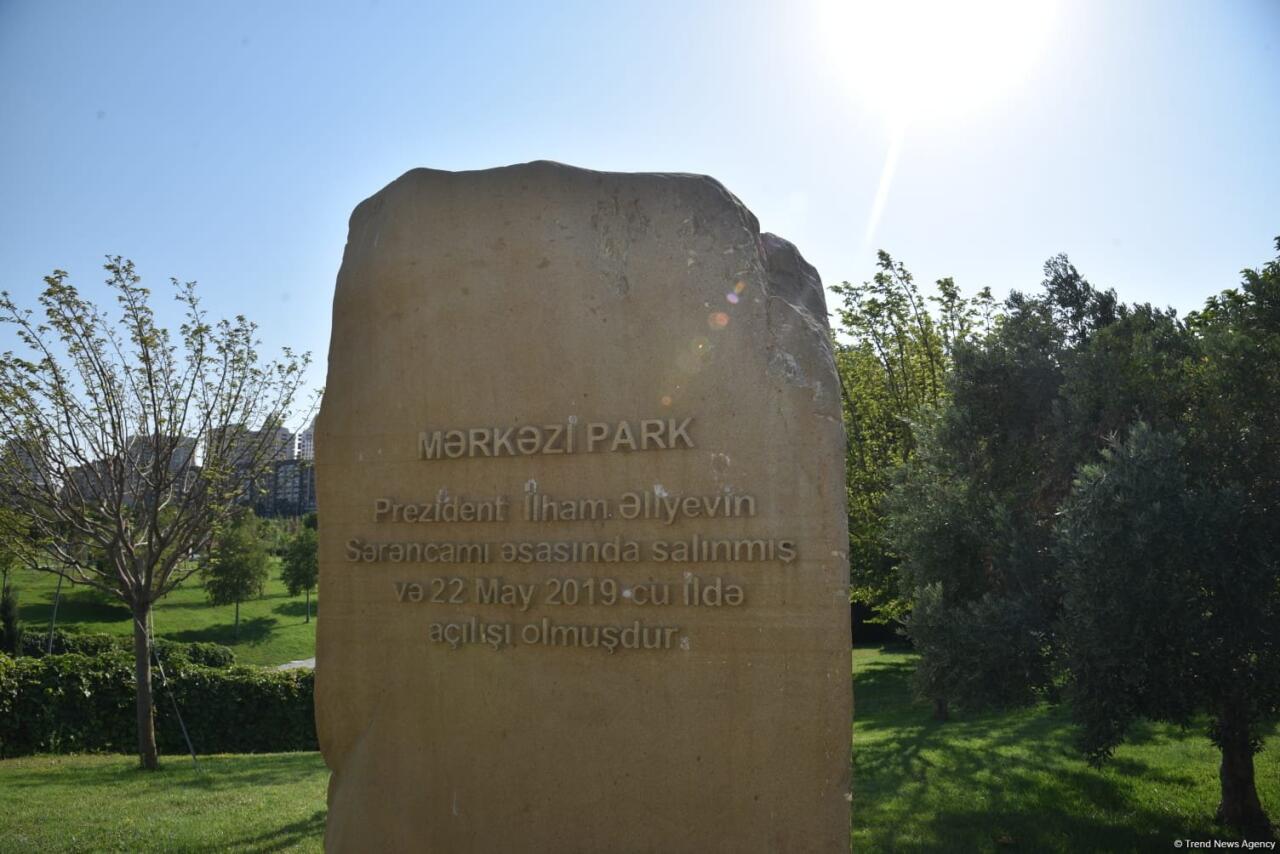 MƏRKƏZİ PARK
Prezident İlham Əliyevin
Sərəncamı əsasında salınmış
və 22 May 2019-cu ildə
açılışı olmuşdur
© Trend News Agency